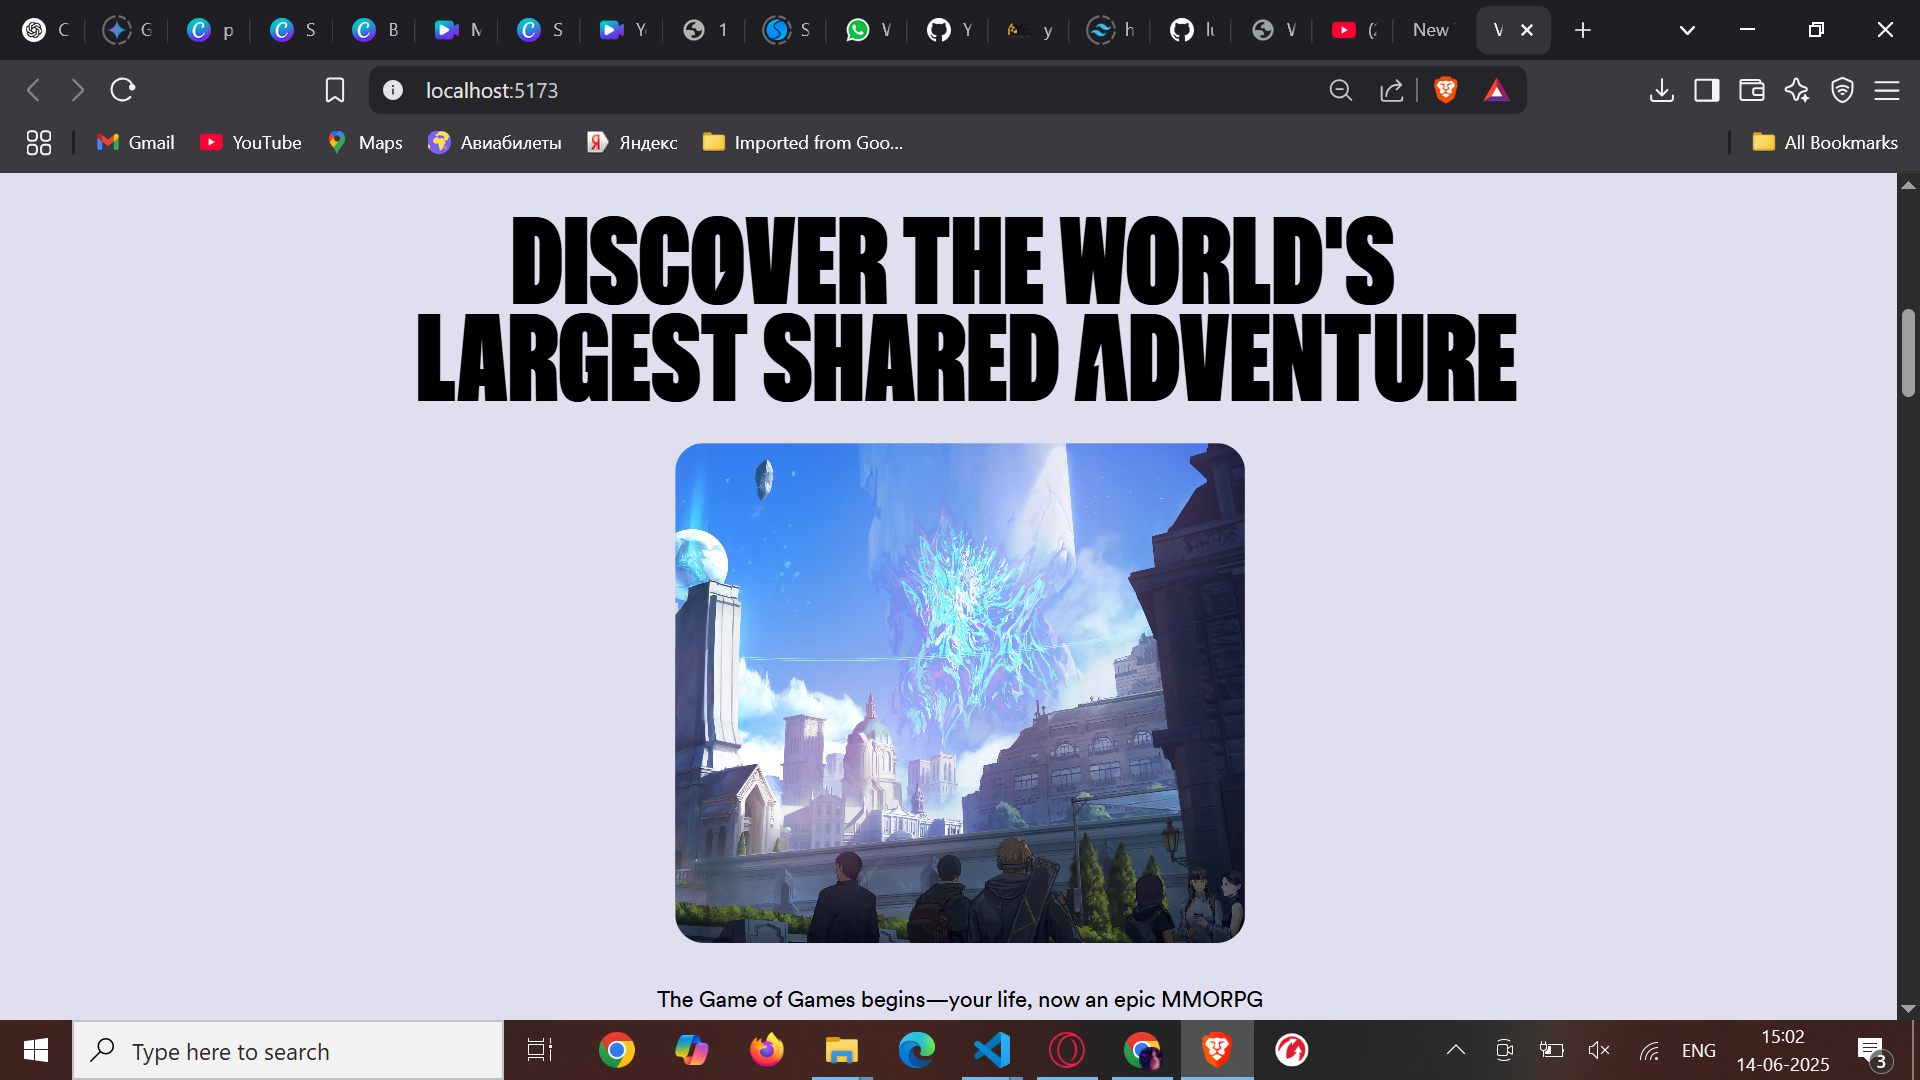 C
G
p
S
B
M
S
Y
1
S
W
Y
y
h
lu
W
(2
New
V
localhost:5173
Gmail
YouTube
Maps
Авиабилеты
Яндекс
Imported from Goo...
All Bookmarks
DISCOVER THE WORLD'S
LARGEST SHARED ADVENTURE
The Game of Games begins—your life, now an epic MMORPG
Type here to search
ENG
15:02
14-06-2025
3